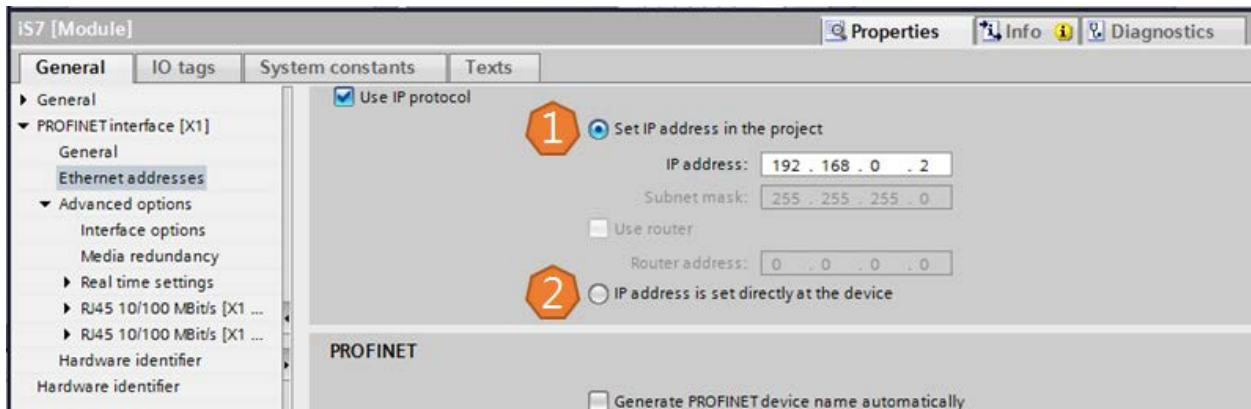 iS7 [Module]
Properties
Info
Diagnostics
General
IO tags
System constants
Texts
General
PROFINET interface [X1]
General
Ethernet addresses
Advanced options
Interface options
Media redundancy
Real time settings
RJ45 10/100 MBit/s [X1 ...
RJ45 10/100 MBit/s [X1 ...
Hardware identifier
Hardware identifier
Use IP protocol
1
Set IP address in the project
IP address: 192 . 168 . 0 . 2
Subnet mask: 255 . 255 . 255 . 0
Use router
Router address: 0 . 0 . 0 . 0
2
IP address is set directly at the device
PROFINET
Generate PROFINET device name automatically